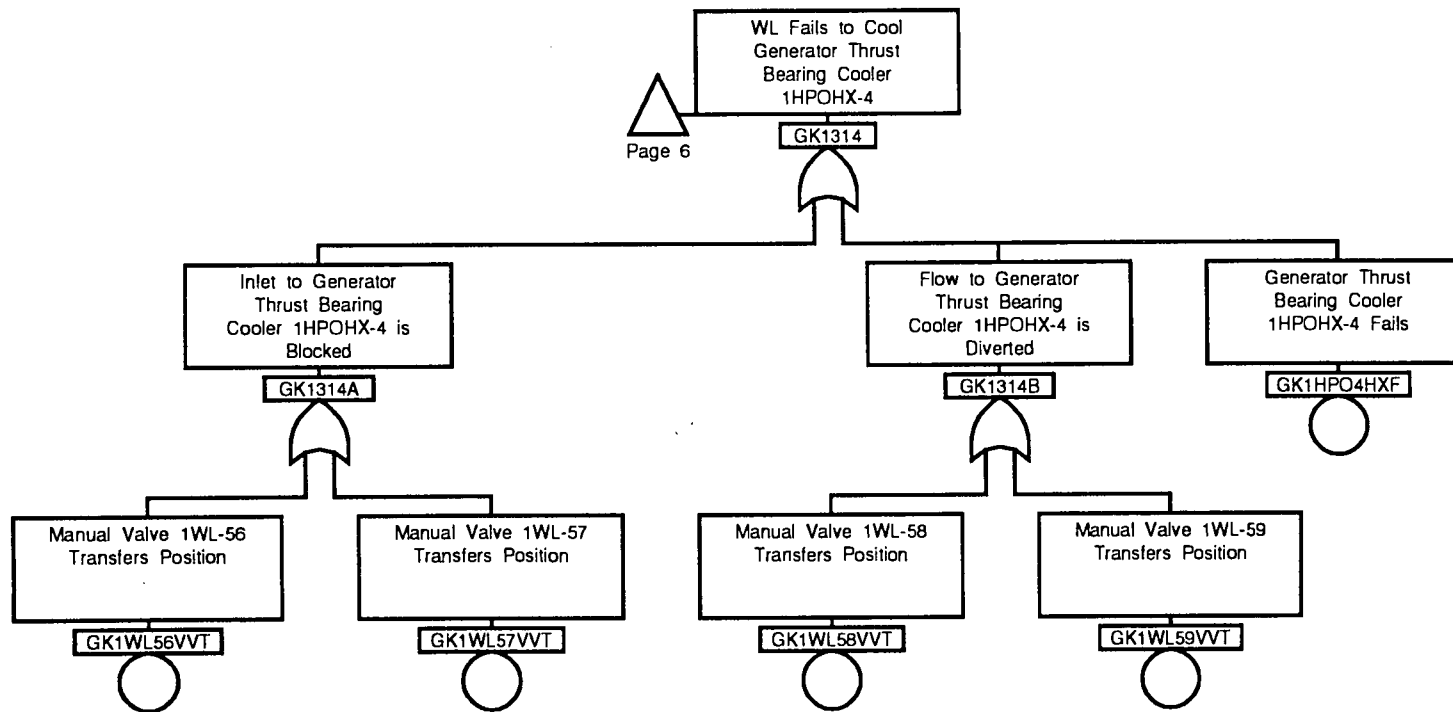 WL Fails to Cool
Generator Thrust
Bearing Cooler
1HPOHX-4
Page 6
GK1314
Inlet to Generator
Thrust Bearing
Cooler 1HPOHX-4 is
Blocked
GK1314A
Flow to Generator
Thrust Bearing
Cooler 1HPOHX-4 is
Diverted
GK1314B
Generator Thrust
Bearing Cooler
1HPOHX-4 Fails
GK1HPO4HXF
Manual Valve 1WL-56
Transfers Position
GK1WL56VVT
Manual Valve 1WL-57
Transfers Position
GK1WL57VVT
Manual Valve 1WL-58
Transfers Position
GK1WL58VVT
Manual Valve 1WL-59
Transfers Position
GK1WL59VVT